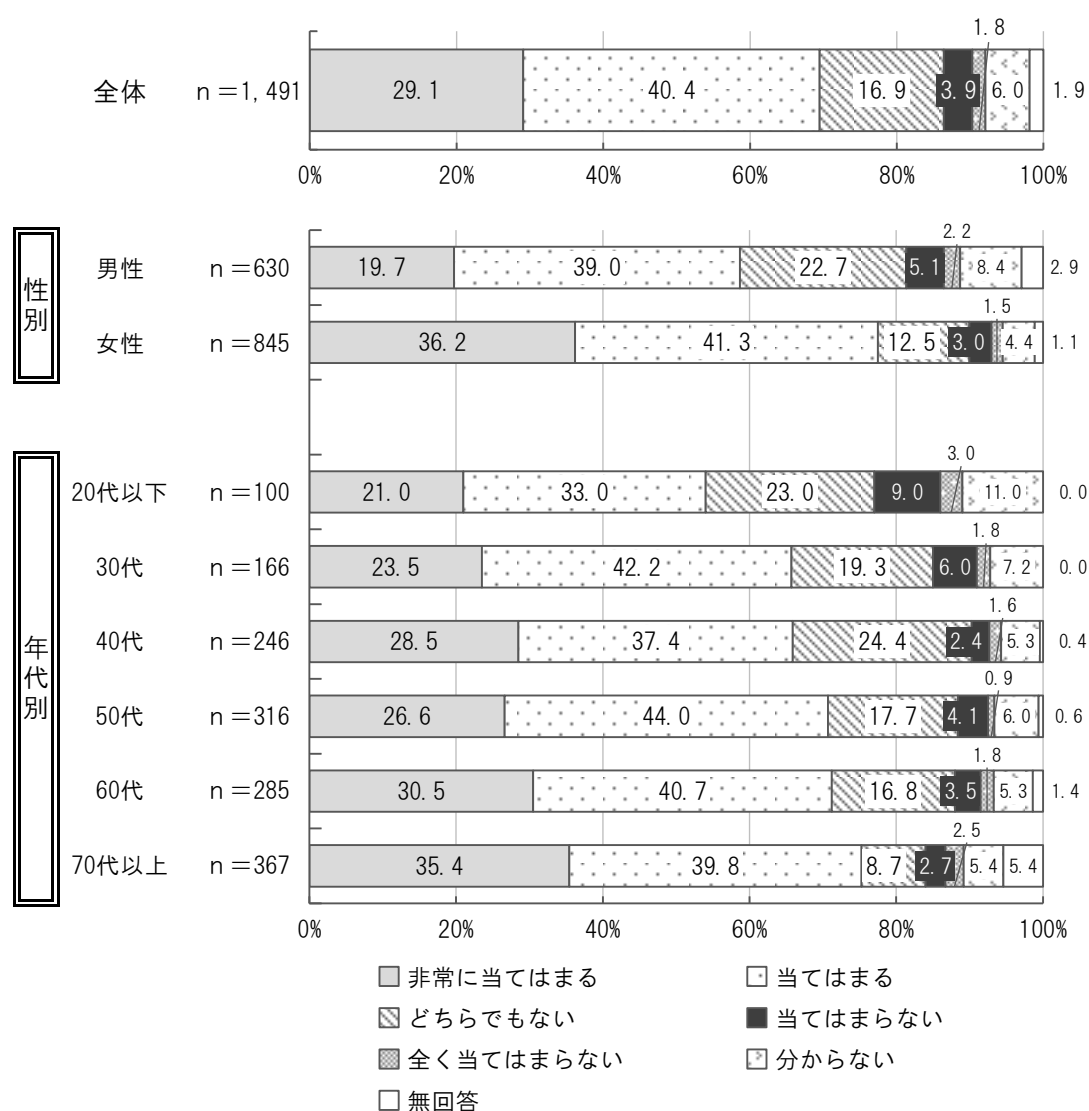 1.8
全体 n=1,491 29.1 40.4 16.9 3.9 6.0 1.9
0% 20% 40% 60% 80% 100%
性別
2.2
男性 n=630 19.7 39.0 22.7 5.1 8.4 2.9
1.5
女性 n=845 36.2 41.3 12.5 3.0 4.4 1.1
年代別
3.0
20代以下 n=100 21.0 33.0 23.0 9.0 11.0 0.0
1.8
30代 n=166 23.5 42.2 19.3 6.0 7.2 0.0
1.6
40代 n=246 28.5 37.4 24.4 2.4 5.3 0.4
0.9
50代 n=316 26.6 44.0 17.7 4.1 6.0 0.6
1.8
60代 n=285 30.5 40.7 16.8 3.5 5.3 1.4
2.5
70代以上 n=367 35.4 39.8 8.7 2.7 5.4 5.4
0% 20% 40% 60% 80% 100%
非常に当てはまる 当てはまる
どちらでもない 当てはまらない
全く当てはまらない 分からない
無回答